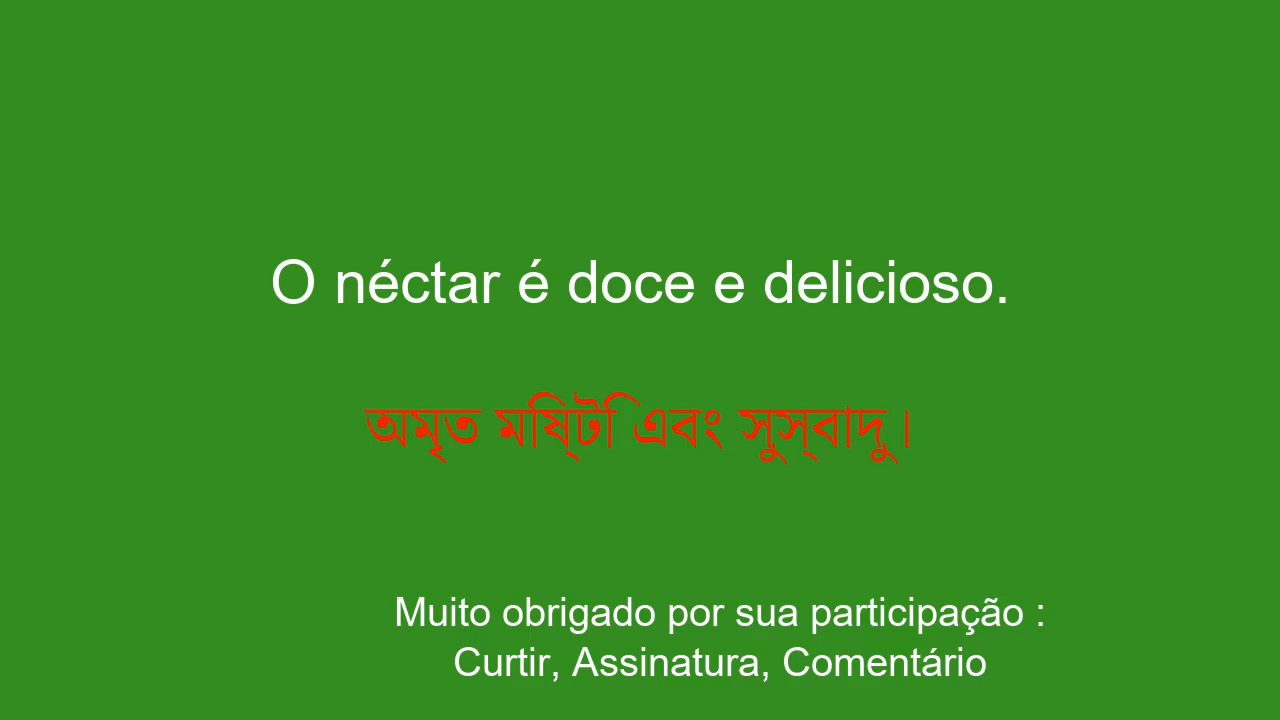 O néctar é doce e delicioso.
অমৃত মিষ্টি এবং সুস্বাদু।
Muito obrigado por sua participação :
Curtir, Assinatura, Comentário